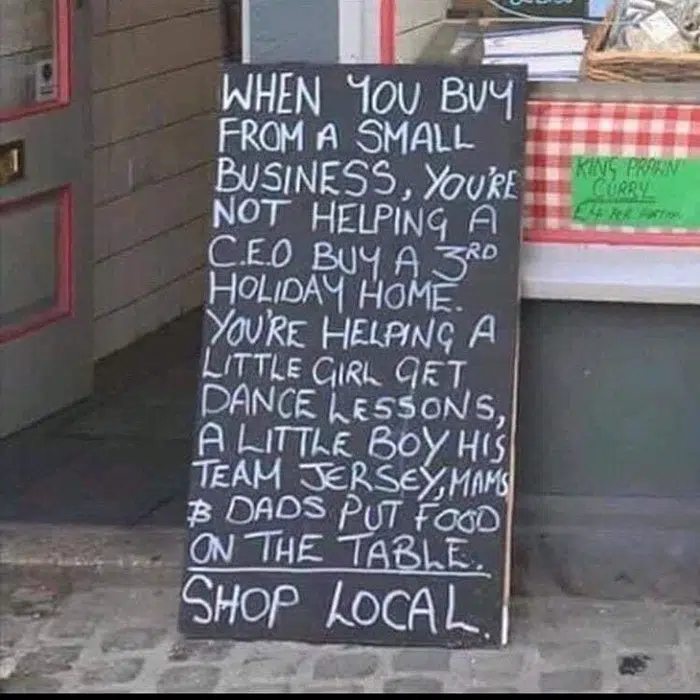 WHEN YOU BUY
FROM A SMALL
BUSINESS, YOU'RE
NOT HELPING A
C.E.O BUY A 3RD
HOLIDAY HOME.
YOU'RE HELPING A
LITTLE GIRL GET
DANCE LESSONS,
A LITTLE BOY HIS
TEAM JERSEY, MAMS
& DADS PUT FOOD
ON THE TABLE.
SHOP LOCAL.
KING PRAWN
CURRY